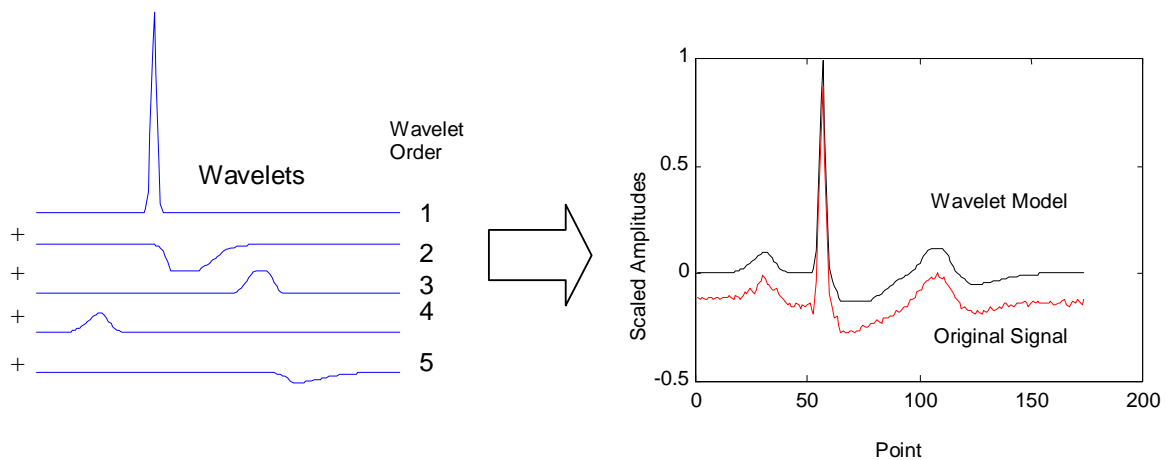 Wavelets
Wavelet
Order
1
+
2
+
3
+
4
+
5
1
0.5
0
-0.5
Scaled Amplitudes
Wavelet Model
Original Signal
0
50
100
150
200
Point